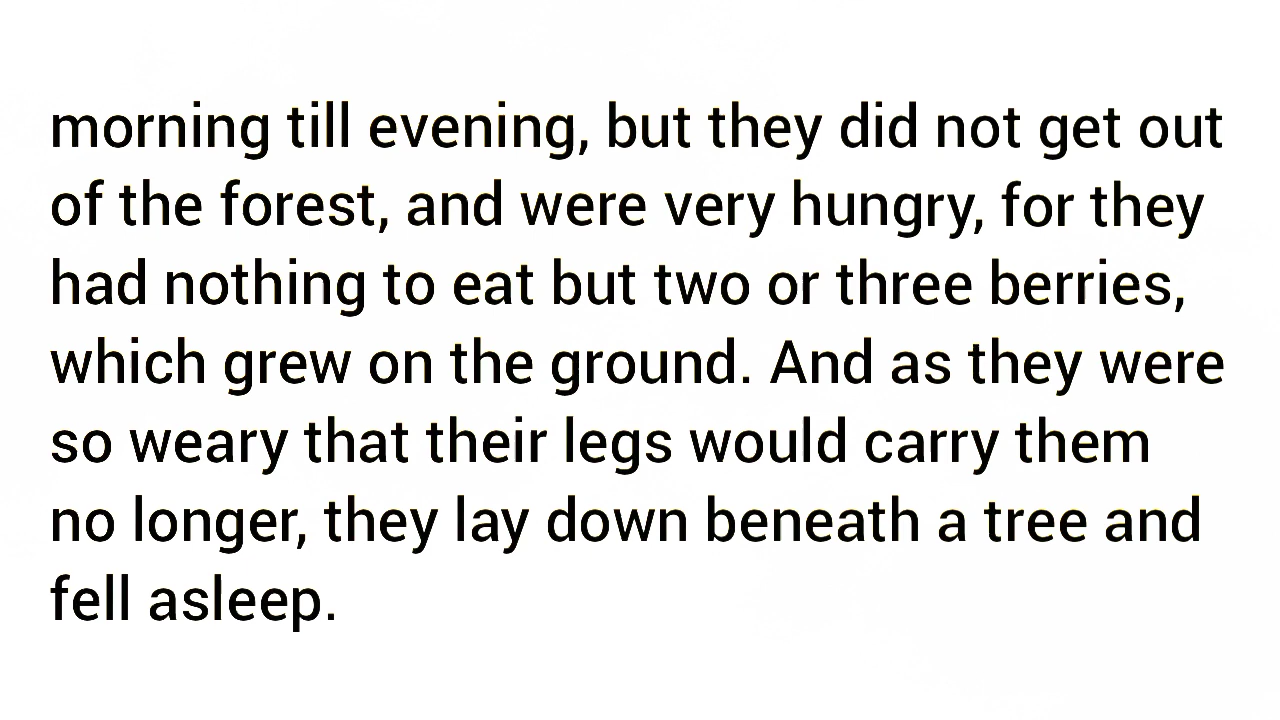 morning till evening, but they did not get out
of the forest, and were very hungry, for they
had nothing to eat but two or three berries,
which grew on the ground. And as they were
so weary that their legs would carry them
no longer, they lay down beneath a tree and
fell asleep.